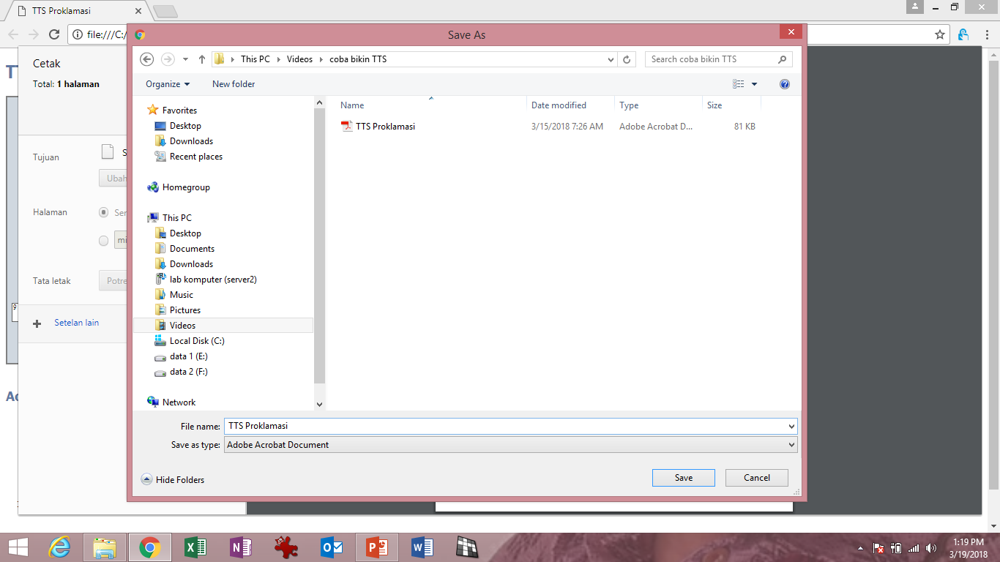 TTS Proklamasi
file:///C:/
Save As
Cetak
Total: 1 halaman
This PC Videos coba bikin TTS
Search coba bikin TTS
Organize New folder
Name Date modified Type Size
TTS Proklamasi 3/15/2018 7:26 AM Adobe Acrobat D... 81 KB
Favorites
Desktop
Downloads
Recent places
Homegroup
This PC
Desktop
Documents
Downloads
lab komputer (server2)
Music
Pictures
Videos
Local Disk (C:)
data 1 (E:)
data 2 (F:)
Network
Tujuan
Ubah
Halaman
Tata letak
Setelan lain
9
File name: TTS Proklamasi
Save as type: Adobe Acrobat Document
Hide Folders
Save Cancel
1:19 PM
3/19/2018